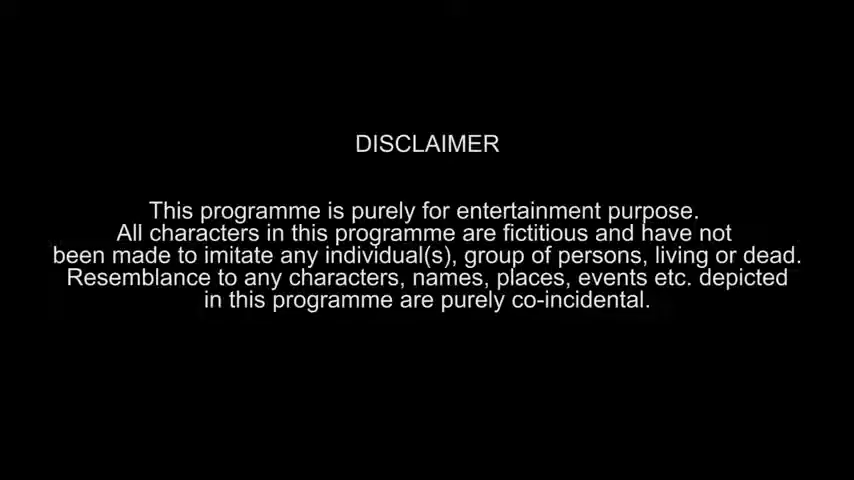 DISCLAIMER
This programme is purely for entertainment purpose.
All characters in this programme are fictitious and have not
been made to imitate any individual(s), group of persons, living or dead.
Resemblance to any characters, names, places, events etc. depicted
in this programme are purely co-incidental.